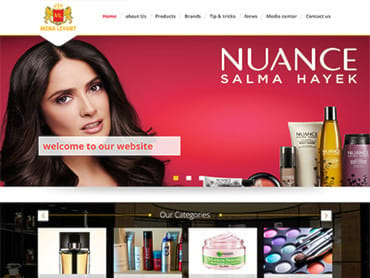 MENA LEVANT
Home about Us Products Brands Tip & tricks News Media center Contact us
NUANCE
SALMA HAYEK
welcome to our website
Our Categories
GARNIER